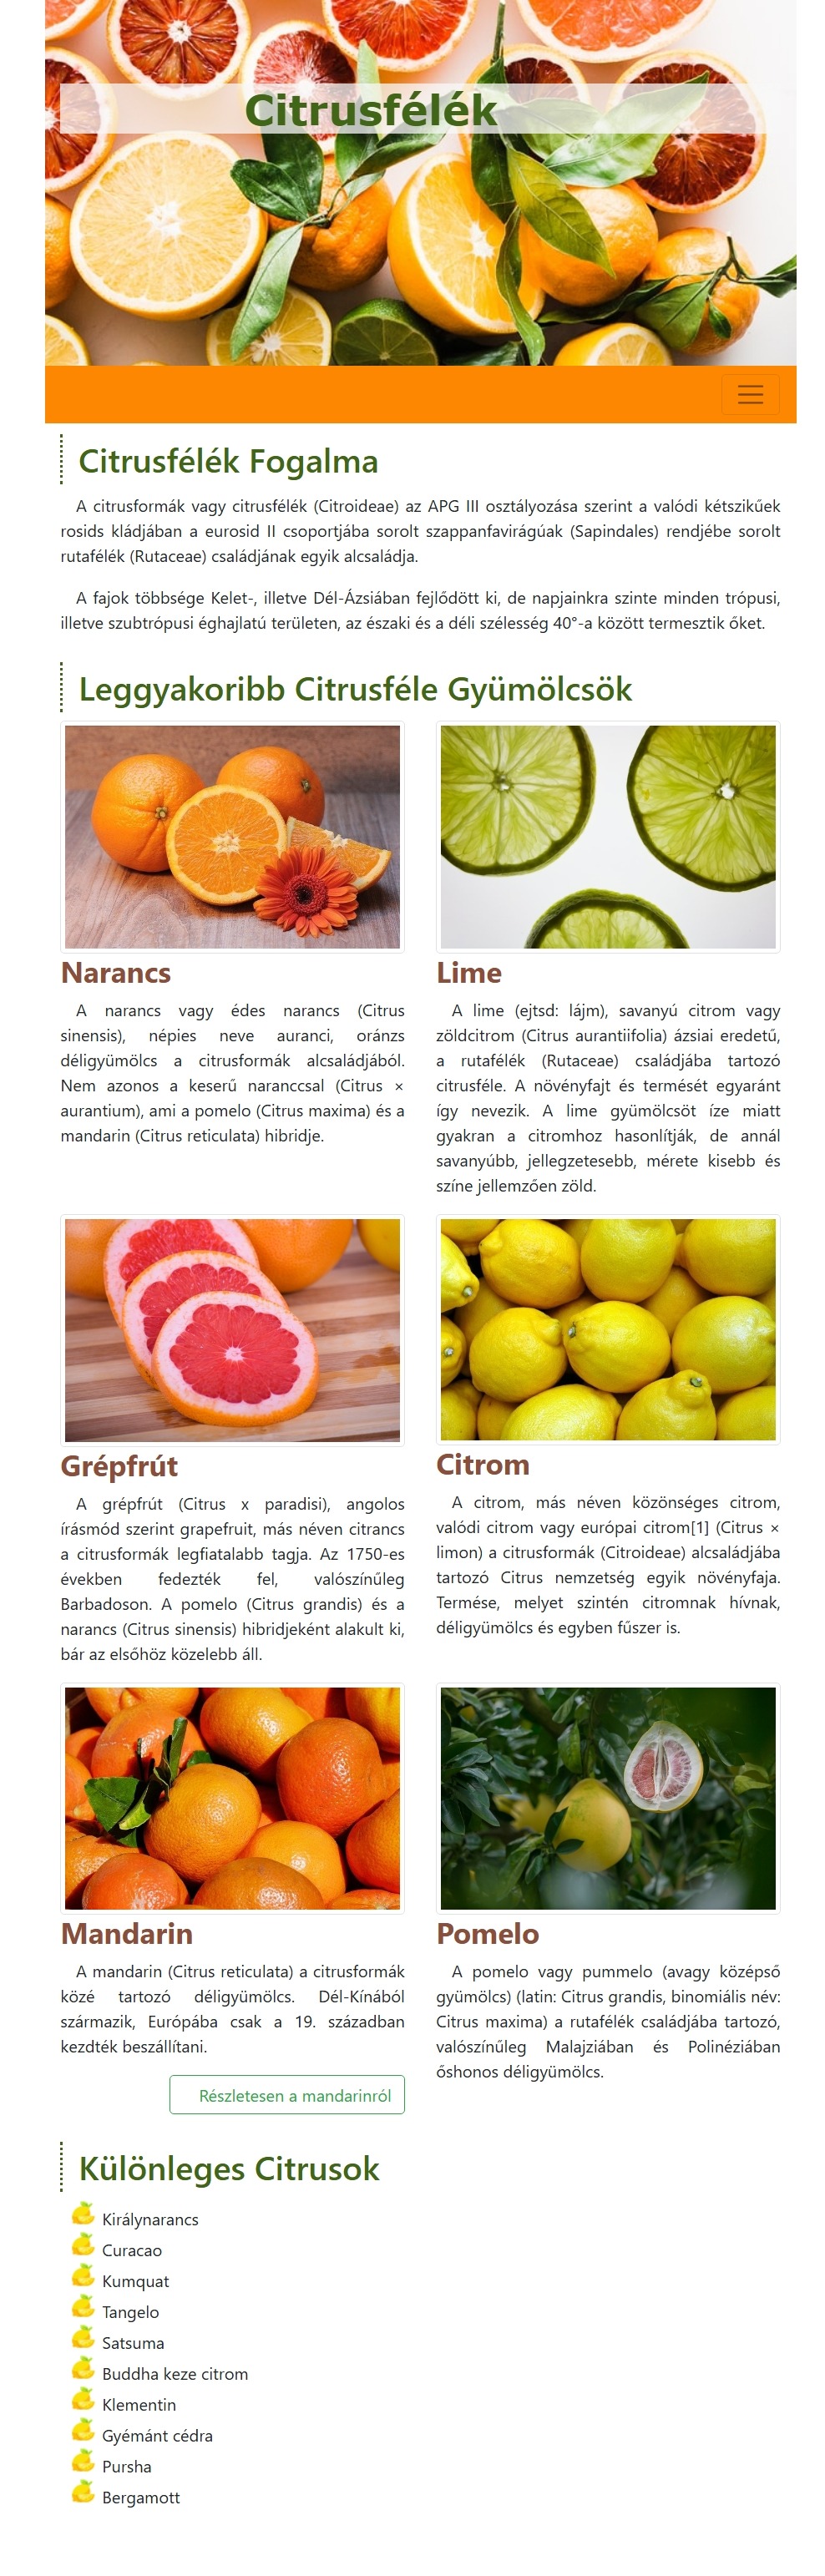 Citrusfélék
Citrusfélék Fogalma
A citrusformák vagy citrusfélék (Citroideae) az APG III osztályozása szerint a valódi kétszikűek
rosids kládjában a eurosid II csoportjába sorolt szappanfavirágúak (Sapindales) rendjébe sorolt
rutafélék (Rutaceae) családjának egyik alcsaládja.
A fajok többsége Kelet-, illetve Dél-Ázsiában fejlődött ki, de napjainkra szinte minden trópusi,
illetve szubtrópusi éghajlatú területen, az északi és a déli szélesség 40°-a között termesztik őket.
Leggyakoribb Citrusféle Gyümölcsök
Narancs
A narancs vagy édes narancs (Citrus
sinensis), népies neve auranci, oránzs
déligyümölcs a citrusformák alcsaládjából.
Nem azonos a keserű naranccsal (Citrus ×
aurantium), ami a pomelo (Citrus maxima) és a
mandarin (Citrus reticulata) hibridje.
Lime
A lime (ejtsd: lájm), savanyú citrom vagy
zöldcitrom (Citrus aurantiifolia) ázsiai eredetű,
a rutafélék (Rutaceae) családjába tartozó
citrusféle. A növényfajt és termését egyaránt
így nevezik. A lime gyümölcsöt íze miatt
gyakran a citromhoz hasonlítják, de annál
savanyúbb, jellegzetesebb, mérete kisebb és
színe jellemzően zöld.
Grépfrút
A grépfrút (Citrus x paradisi), angolos
írásmód szerint grapefruit, más néven citrancs
a citrusformák legfiatalabb tagja. Az 1750-es
években fedezték fel, valószínűleg
Barbadoson. A pomelo (Citrus grandis) és a
narancs (Citrus sinensis) hibridjeként alakult ki,
bár az elsőhöz közelebb áll.
Citrom
A citrom, más néven közönséges citrom,
valódi citrom vagy európai citrom[1] (Citrus ×
limon) a citrusformák (Citroideae) alcsaládjába
tartozó Citrus nemzetség egyik növényfaja.
Termése, melyet szintén citromnak hívnak,
déligyümölcs és egyben fűszer is.
Mandarin
A mandarin (Citrus reticulata) a citrusformák
közé tartozó déligyümölcs. Dél-Kínából
származik, Európába csak a 19. században
kezdték beszállítani.
Részletesen a mandarinról
Pomelo
A pomelo vagy pummelo (avagy középső
gyümölcs) (latin: Citrus grandis, binomiális név:
Citrus maxima) a rutafélék családjába tartozó,
valószínűleg Malajziában és Polinéziában
őshonos déligyümölcs.
Különleges Citrusok
Királynarancs
Curacao
Kumquat
Tangelo
Satsuma
Buddha keze citrom
Klementin
Gyémánt cédra
Pursha
Bergamott